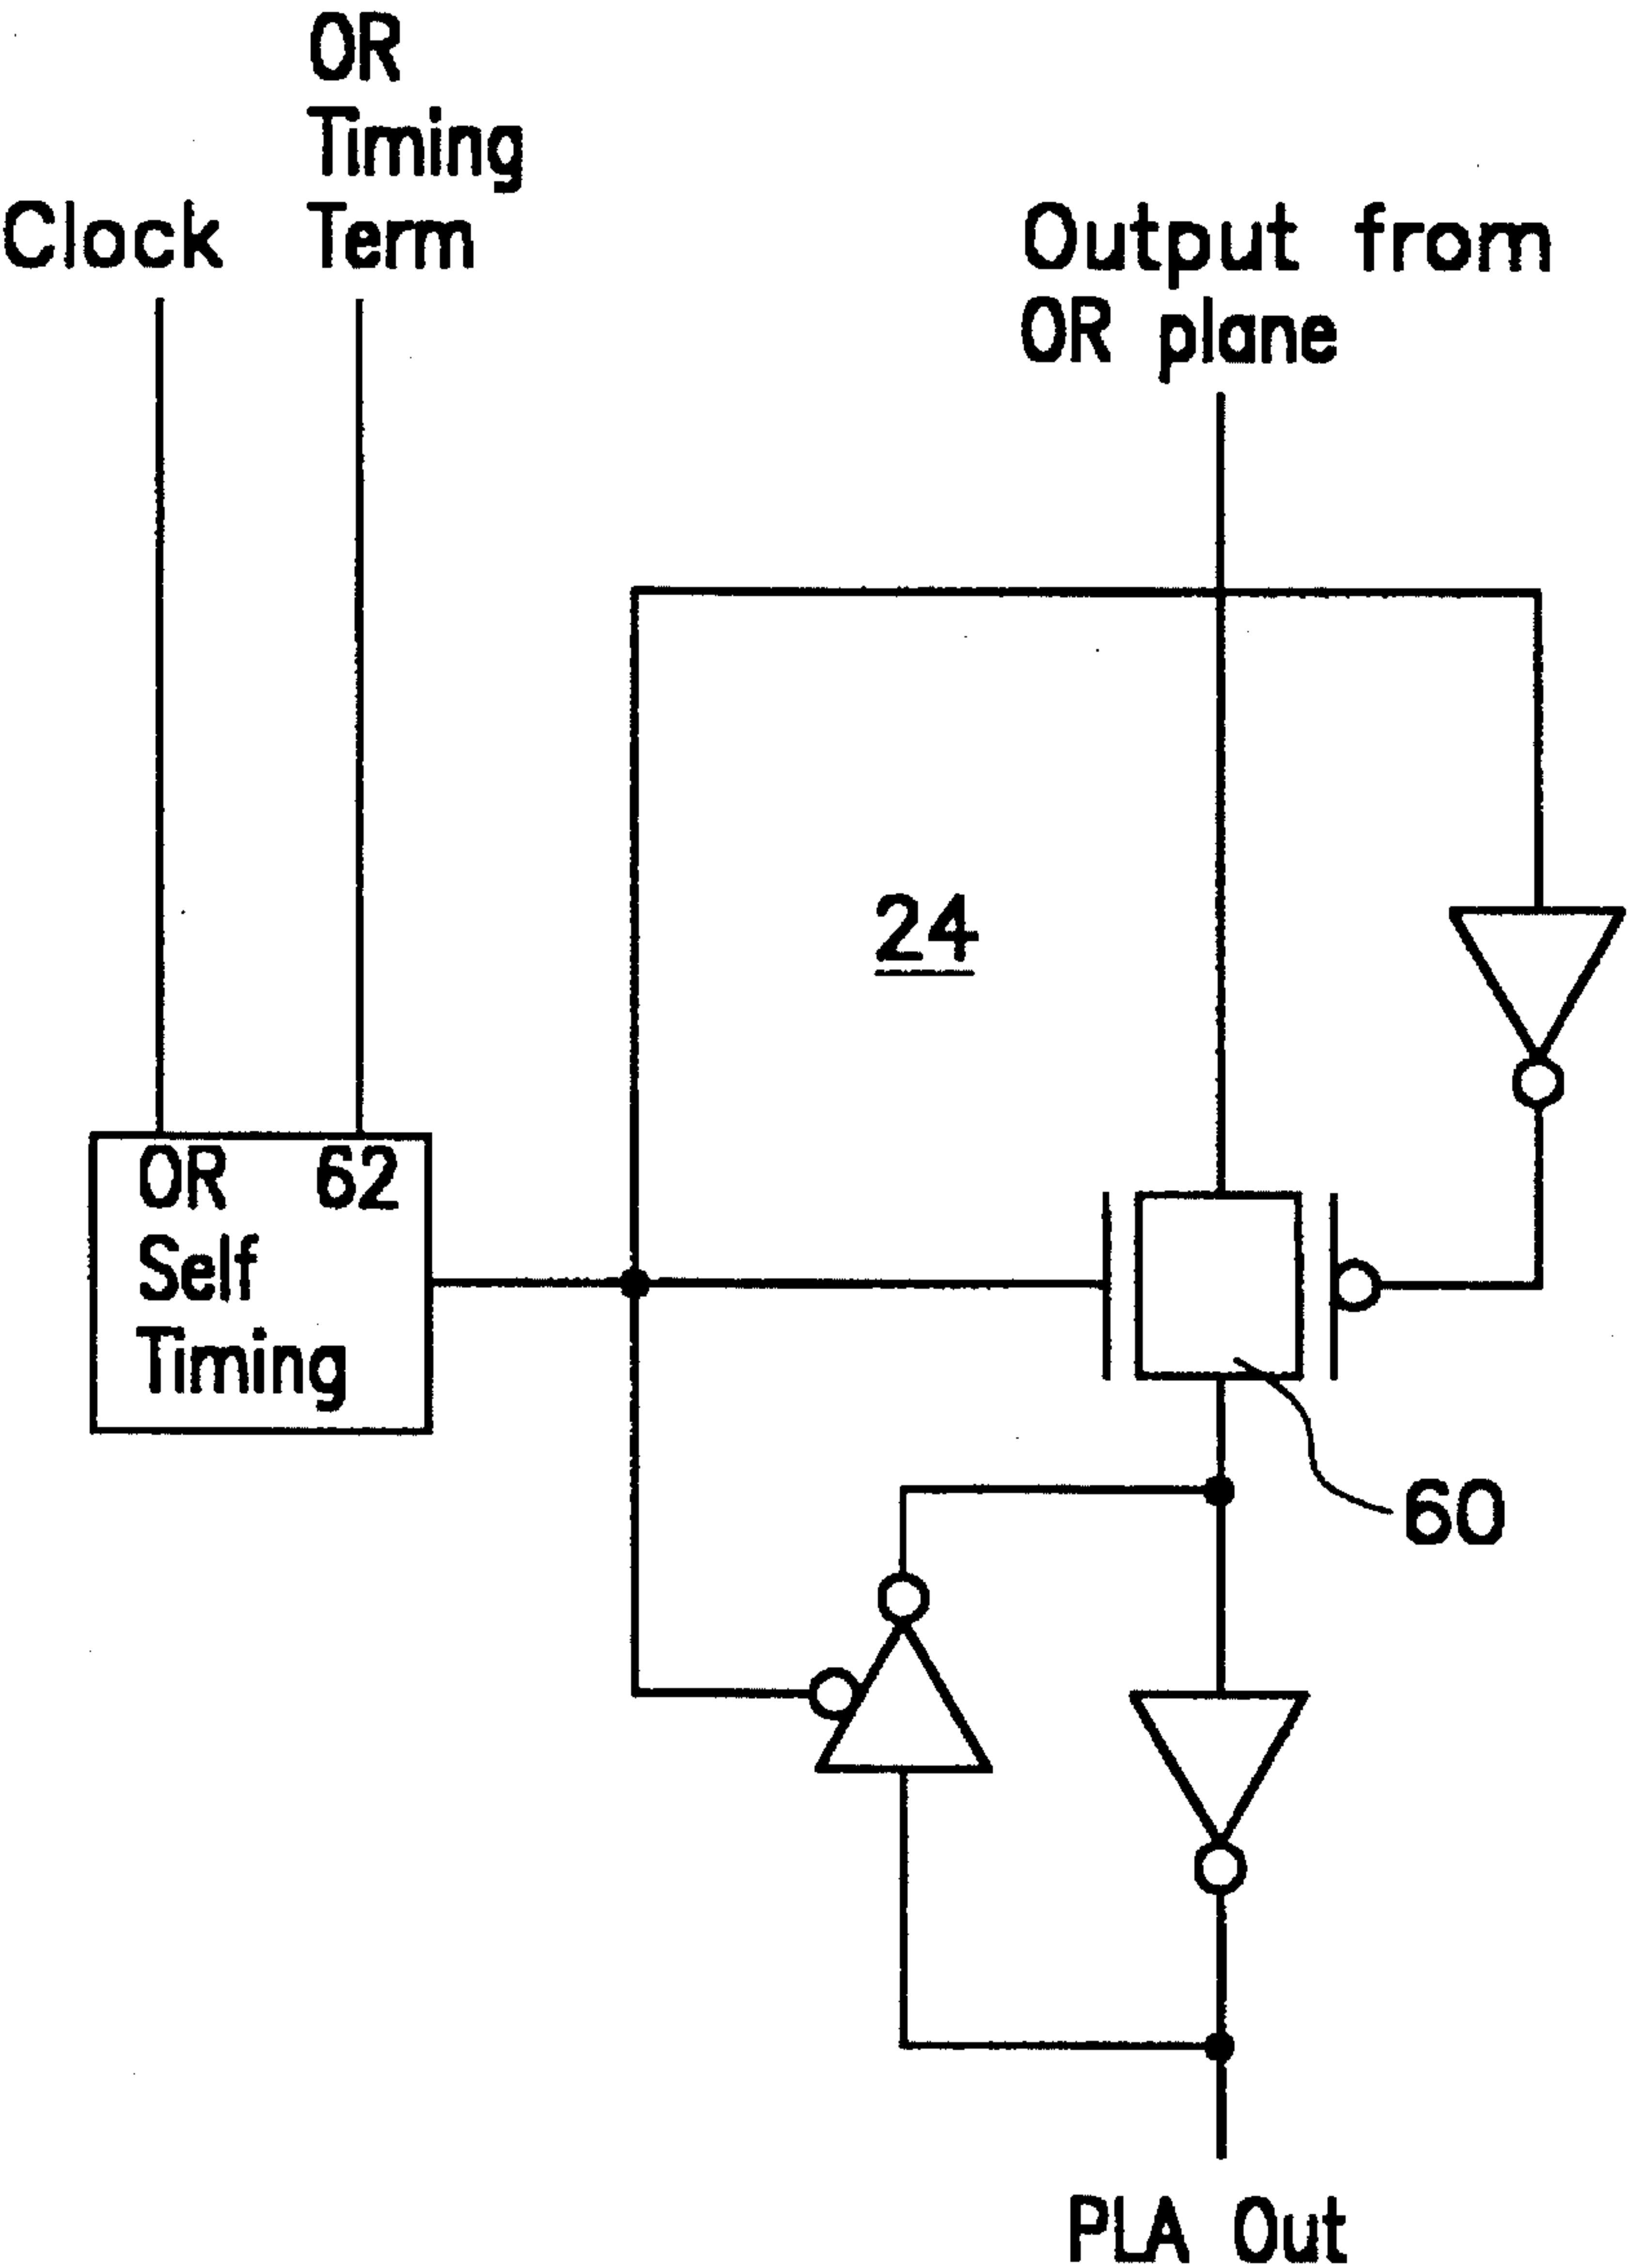 OR
Timing
Term
Clock
Output from
OR plane
24
OR 62
Self
Timing
60
PLA Out